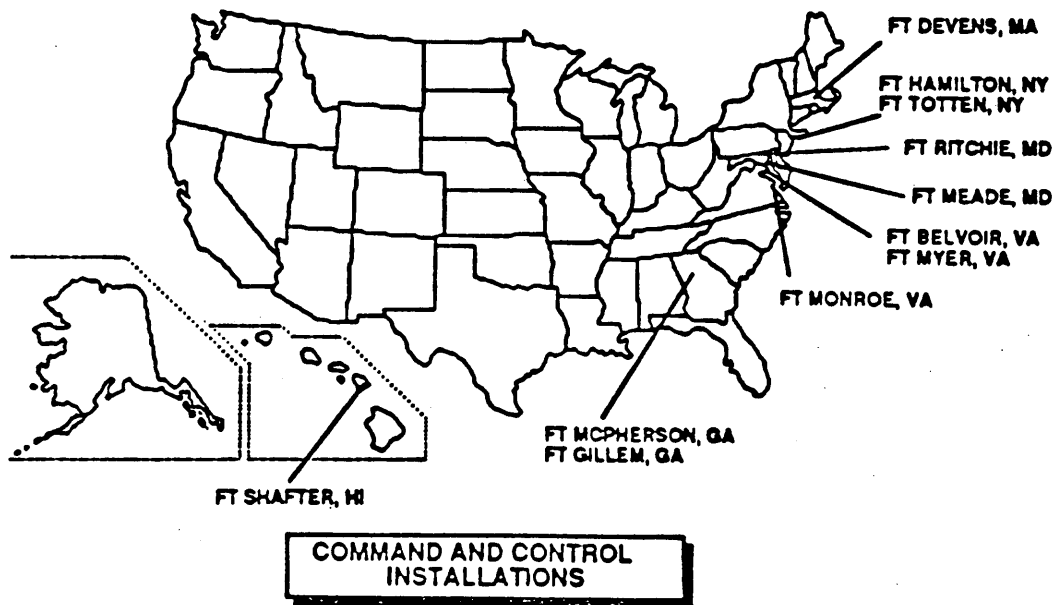 FT DEVENS, MA
FT HAMILTON, NY
FT TOTTEN, NY
FT RITCHIE, MD
FT MEADE, MD
FT BELVOIR, VA
FT MYER, VA
FT MONROE, VA
FT MCPHERSON, GA
FT GILLEM, GA
FT SHAFTER, HI
COMMAND AND CONTROL
INSTALLATIONS